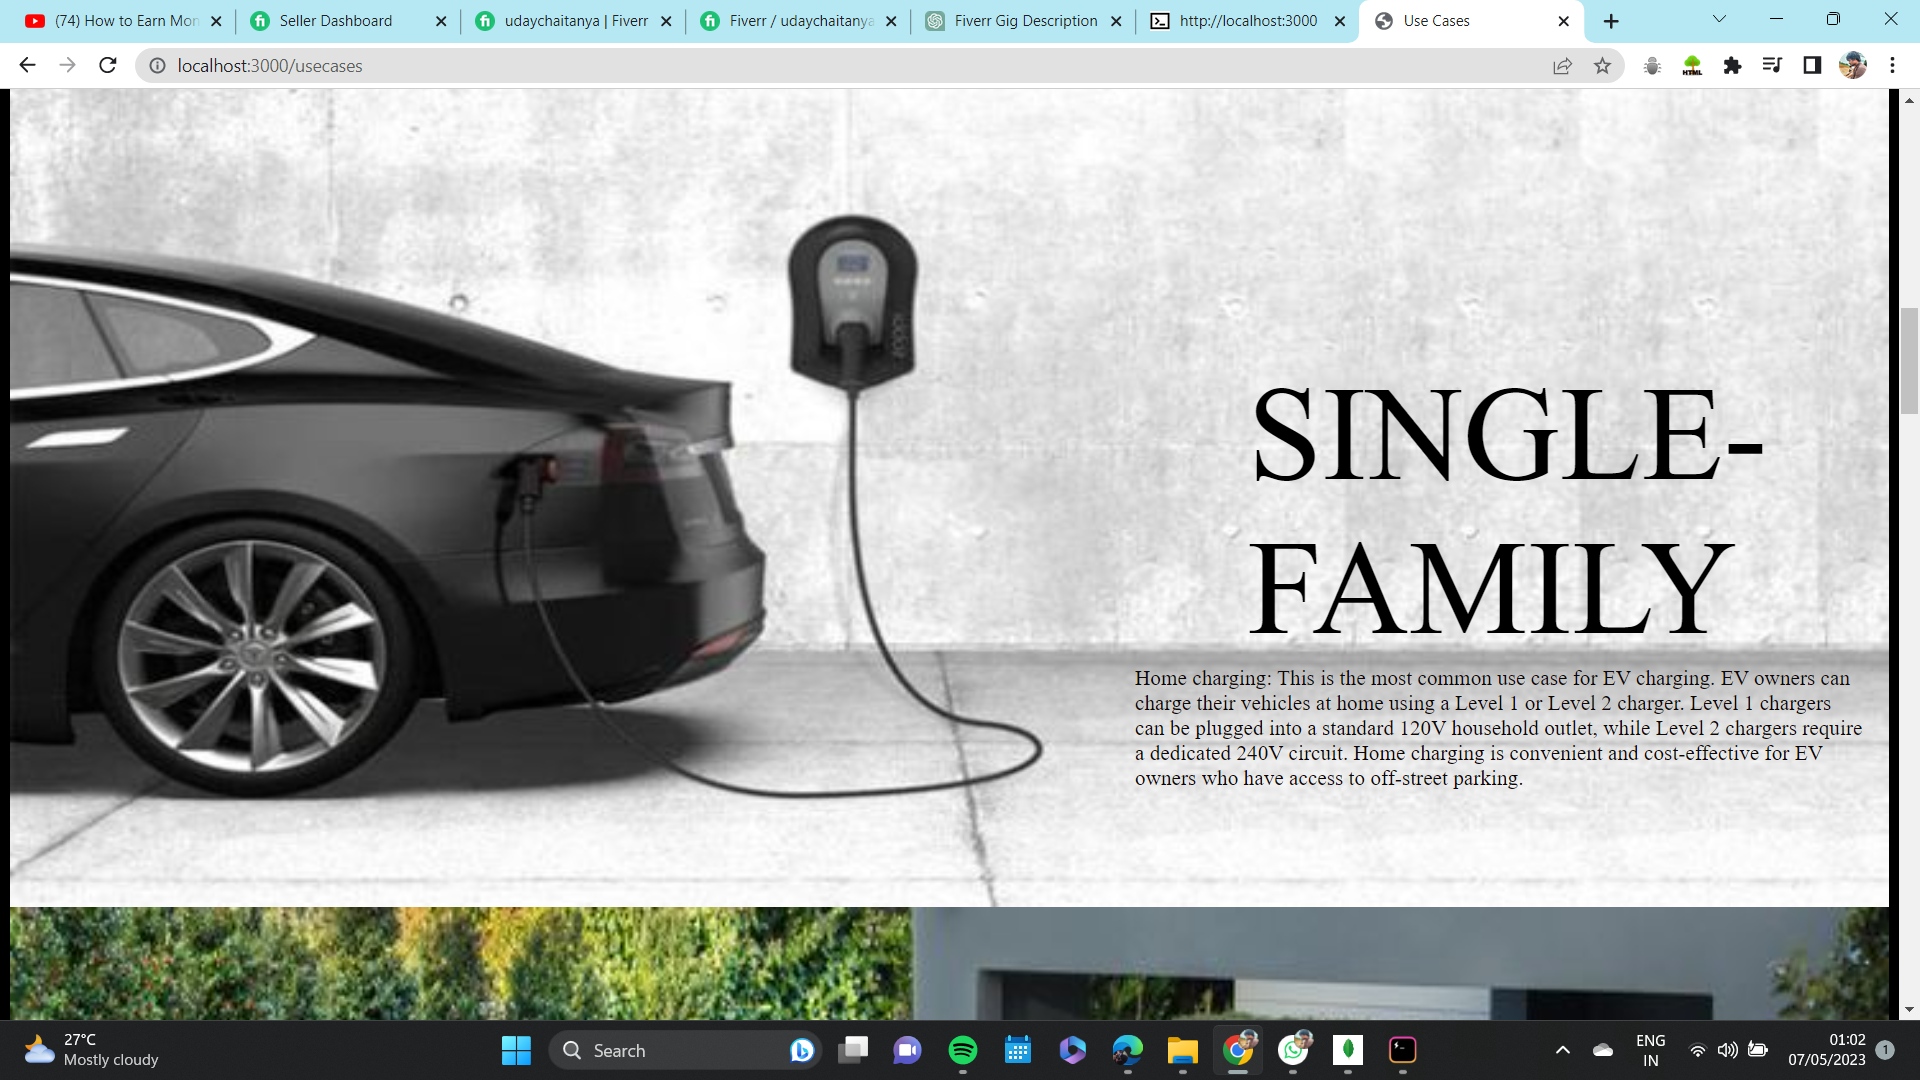 (74) How to Earn Mon
Seller Dashboard
udaychaitanya | Fiverr
Fiverr / udaychaitanya
Fiverr Gig Description
http://localhost:3000
Use Cases
localhost:3000/usecases
HTML
SINGLE-
FAMILY
Home charging: This is the most common use case for EV charging. EV owners can
charge their vehicles at home using a Level 1 or Level 2 charger. Level 1 chargers
can be plugged into a standard 120V household outlet, while Level 2 chargers require
a dedicated 240V circuit. Home charging is convenient and cost-effective for EV
owners who have access to off-street parking.
27°C
Mostly cloudy
Search
ENG
IN
01:02
07/05/2023
1